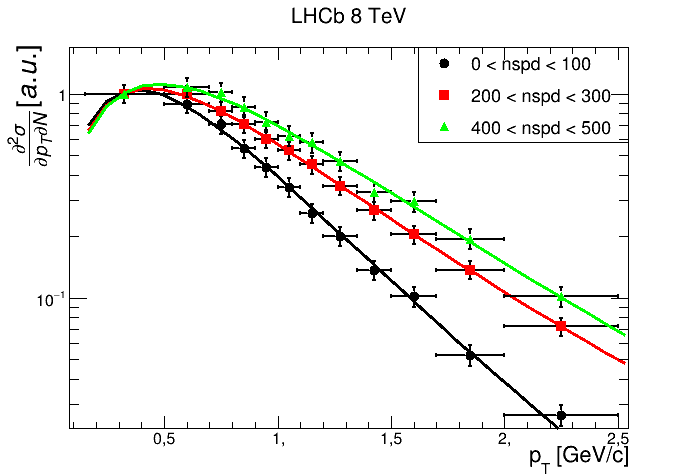 LHCb 8 TeV
∂²σ/∂p_T∂N [a.u.]
0 < nspd < 100
200 < nspd < 300
400 < nspd < 500
1
10⁻¹
0,5 1, 1,5 2, 2,5
p_T [GeV/c]